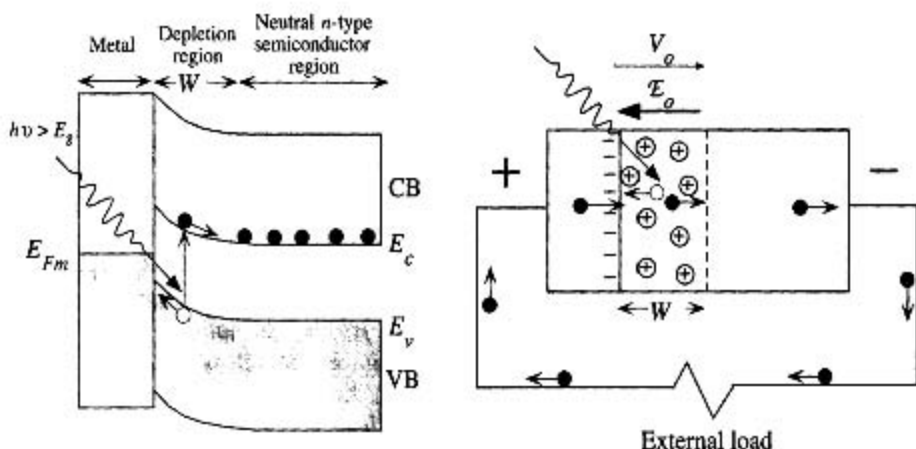 Metal
Depletion
region
W
Neutral n-type
semiconductor
region
hυ > E_g
CB
E_Fm
E_c
E_v
VB
V_o
E_o
+
−
W
External load